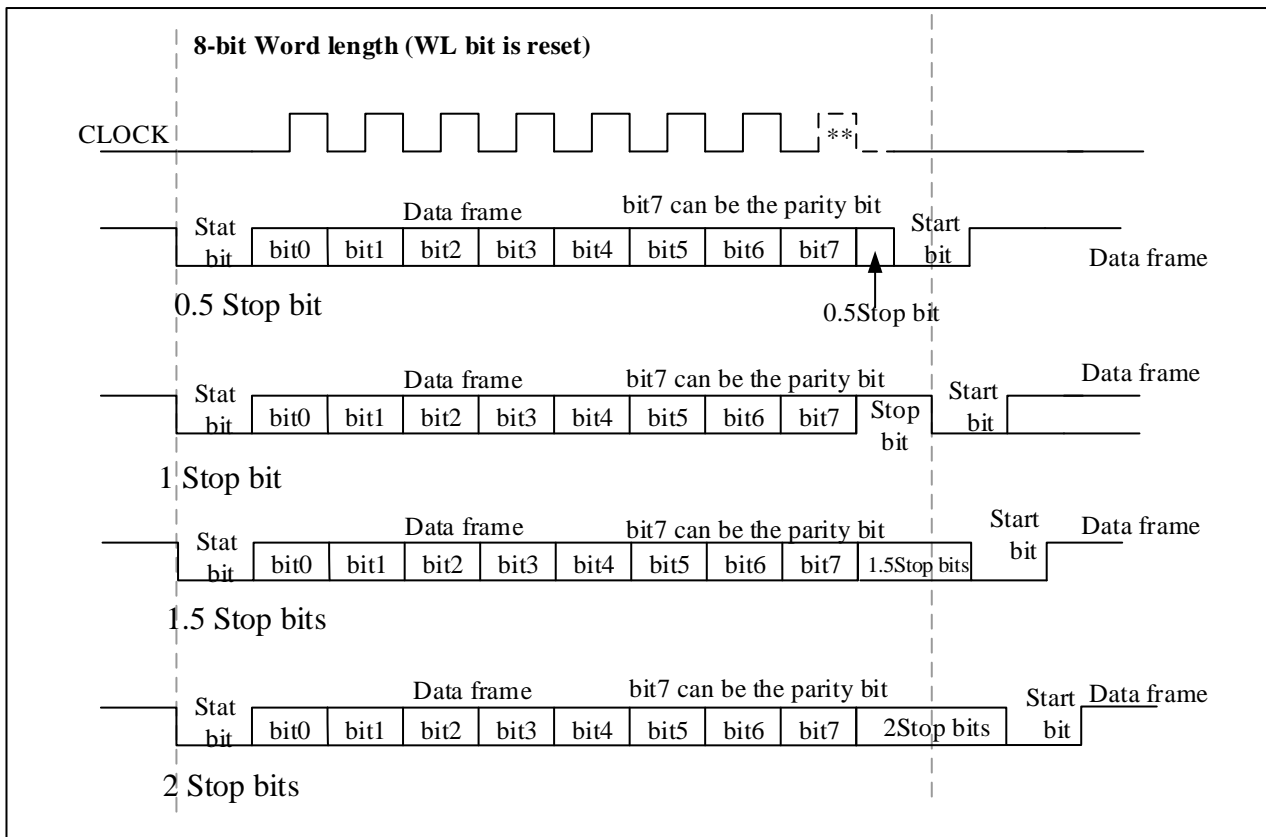 8-bit Word length (WL bit is reset)
CLOCK
**
Stat
bit
Data frame
bit7 can be the parity bit
Start
bit
bit0 bit1 bit2 bit3 bit4 bit5 bit6 bit7
Data frame
0.5 Stop bit
0.5Stop bit
Stat
bit
Data frame
bit7 can be the parity bit
Data frame
bit0 bit1 bit2 bit3 bit4 bit5 bit6 bit7
Stop
bit
Start
bit
1 Stop bit
Stat
bit
Data frame
bit7 can be the parity bit
Start
bit
Data frame
bit0 bit1 bit2 bit3 bit4 bit5 bit6 bit7 1.5Stop bits
1.5 Stop bits
Stat
bit
Data frame
bit7 can be the parity bit
Start
bit
Data frame
bit0 bit1 bit2 bit3 bit4 bit5 bit6 bit7 2Stop bits
2 Stop bits